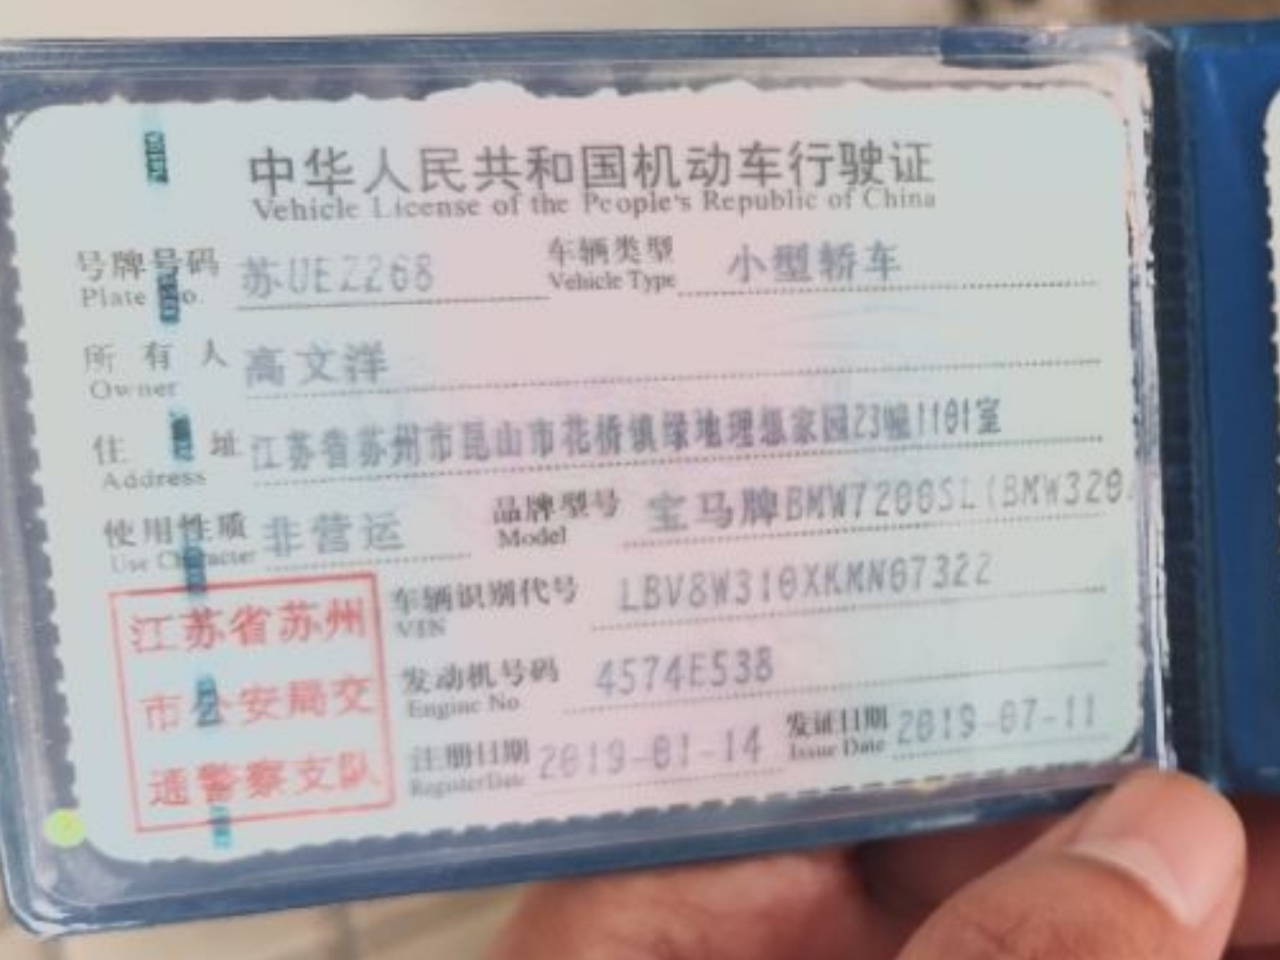 中华人民共和国机动车行驶证
Vehicle License of the People's Republic of China
号牌号码 苏UEZ268 车辆类型 小型轿车
Plate No. Vehicle Type
所有人 高文洋
Owner
住址 江苏省苏州市昆山市花桥镇绿地理想家园23幢1101室
Address
使用性质 非营运 品牌型号 宝马牌BMW7200SL(BMW320
Use Character Model
江苏省苏州
市公安局交
通警察支队
车辆识别代号 LBV8W310XKMN07322
VIN
发动机号码 4574E538
Engine No
注册日期 2019-01-14 发证日期 2019-07-11
Register Date Issue Date